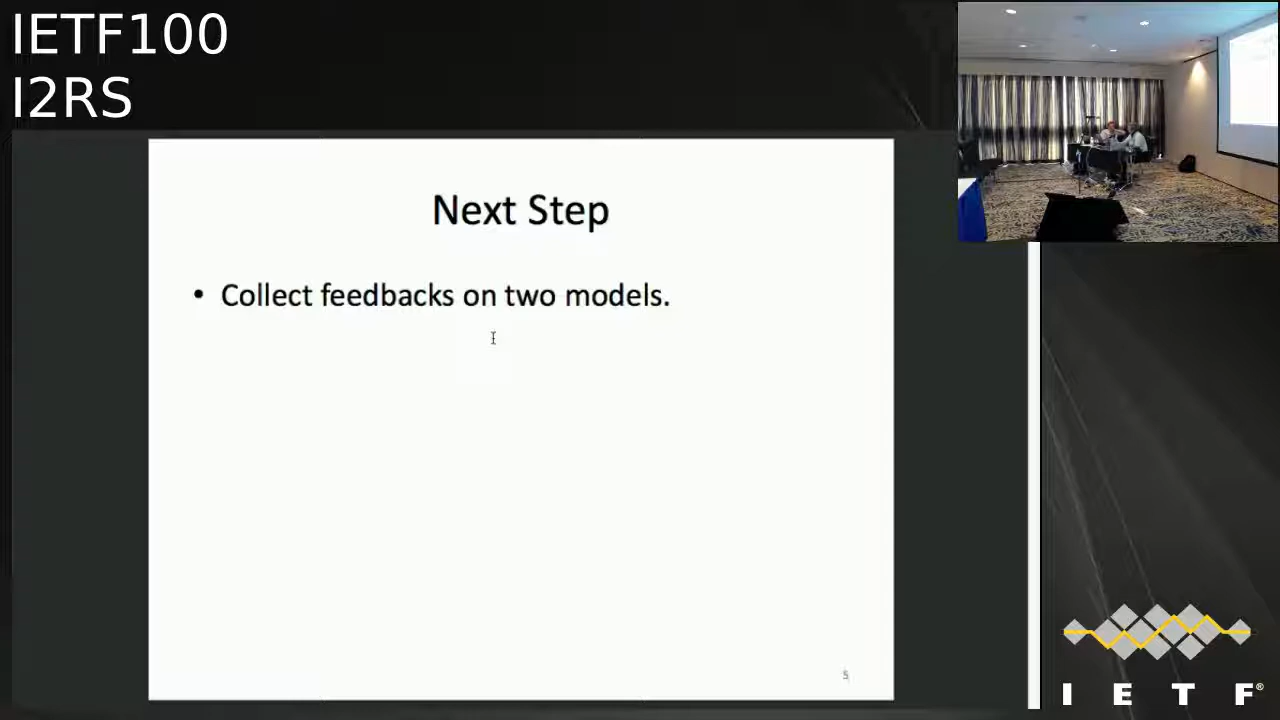 IETF100
I2RS
Next Step
• Collect feedbacks on two models.
5
I E T F®